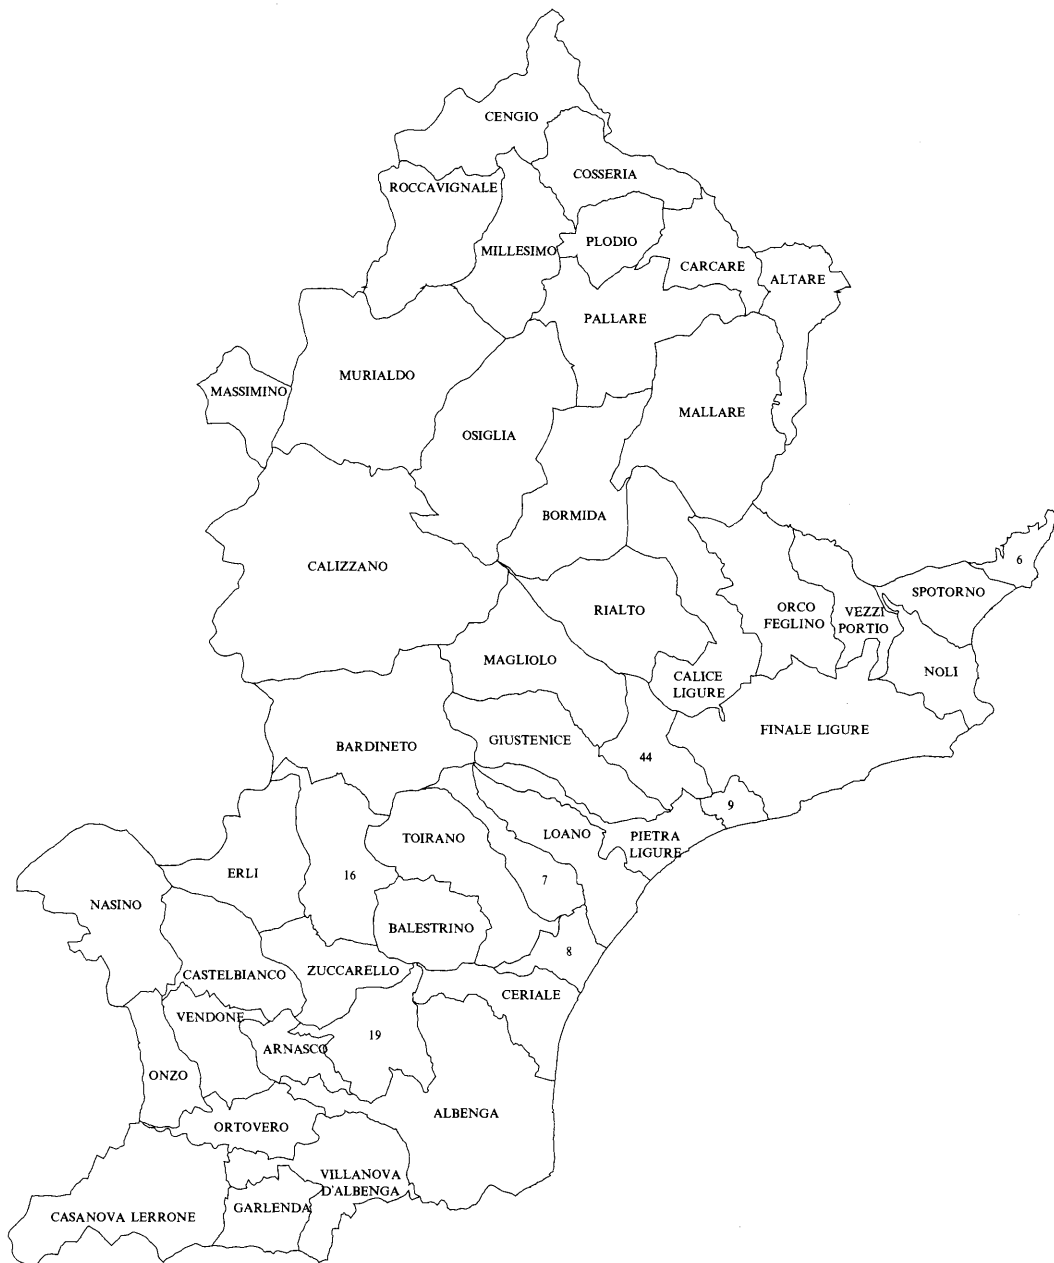 CENGIO
COSSERIA
ROCCAVIGNALE
MILLESIMO
PLODIO
CARCARE
ALTARE
PALLARE
MURIALDO
MASSIMINO
MALLARE
OSIGLIA
BORMIDA
CALIZZANO
6
SPOTORNO
RIALTO
ORCO
FEGLINO
VEZZI
PORTIO
MAGLIOLO
CALICE
LIGURE
NOLI
FINALE LIGURE
BARDINETO
GIUSTENICE
44
9
TOIRANO
LOANO
PIETRA
LIGURE
ERLI
16
7
NASINO
BALESTRINO
8
CASTELBIANCO
ZUCCARELLO
CERIALE
VENDONE
19
ARNASCO
ONZO
ALBENGA
ORTOVERO
VILLANOVA
D'ALBENGA
GARLENDA
CASANOVA LERRONE